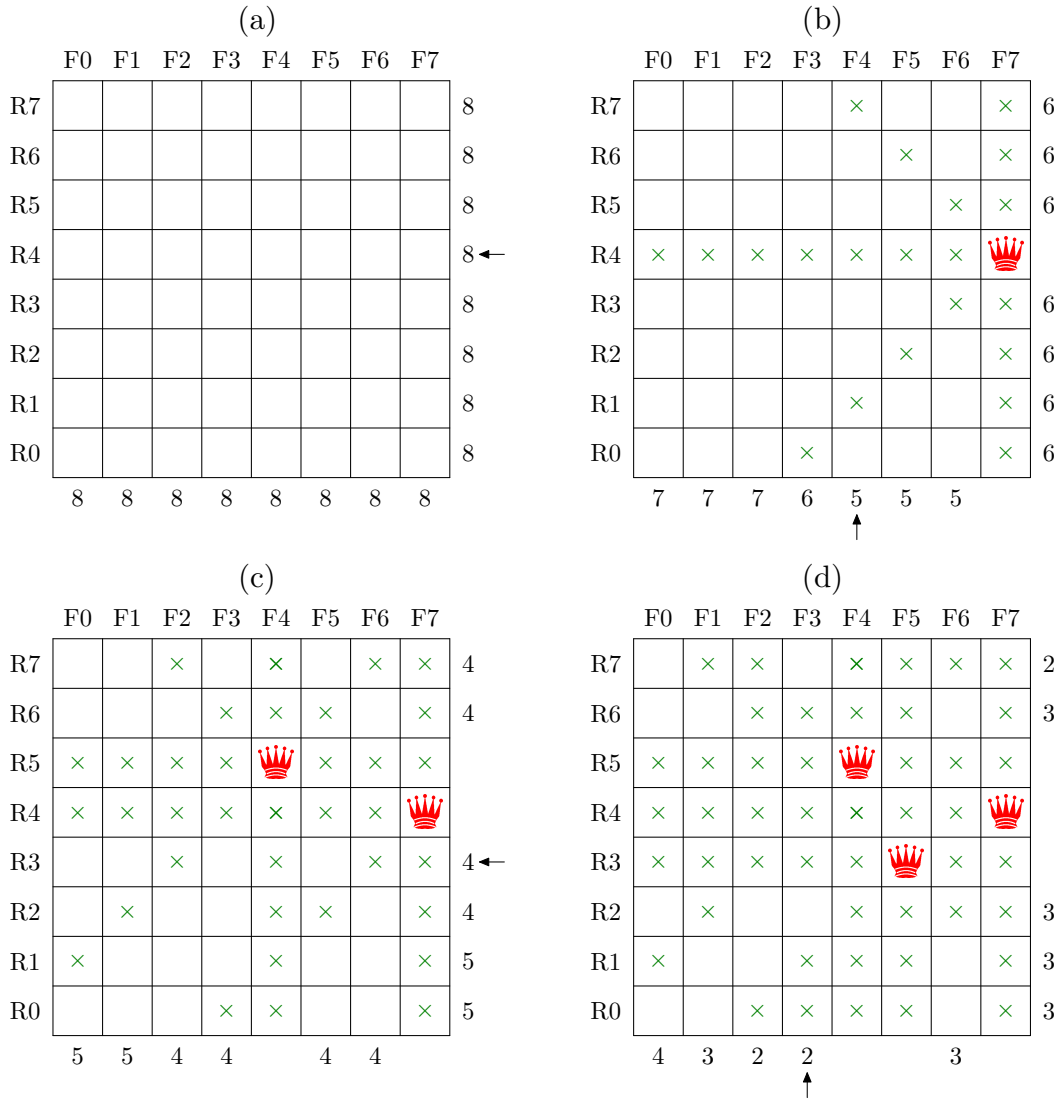 (a)
F0 F1 F2 F3 F4 F5 F6 F7
R7 8
R6 8
R5 8
R4 8
R3 8
R2 8
R1 8
R0 8
8 8 8 8 8 8 8 8
(b)
F0 F1 F2 F3 F4 F5 F6 F7
R7 6
R6 6
R5 6
R4
R3 6
R2 6
R1 6
R0 6
7 7 7 6 5 5 5
(c)
F0 F1 F2 F3 F4 F5 F6 F7
R7 4
R6 4
R5
R4
R3 4
R2 4
R1 5
R0 5
5 5 4 4 4 4
(d)
F0 F1 F2 F3 F4 F5 F6 F7
R7 2
R6 3
R5
R4
R3
R2 3
R1 3
R0 3
4 3 2 2 3